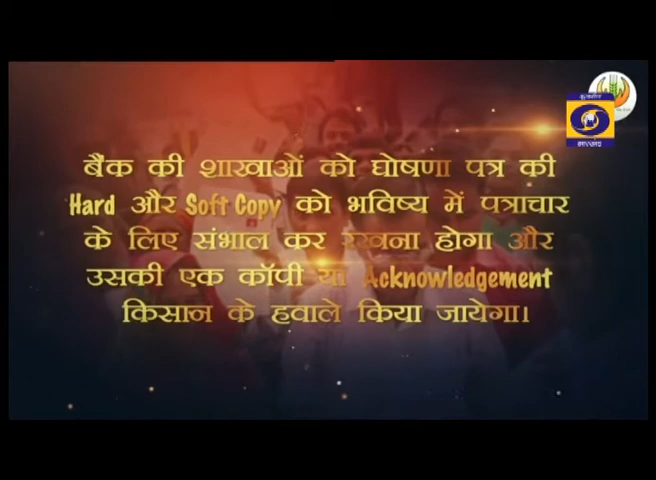 बैंक की शाखाओं को घोषणा पत्र की
Hard और Soft Copy को भविष्य में पत्राचार
के लिए संभाल कर रखना होगा और
उसकी एक कॉपी या Acknowledgement
किसान के हवाले किया जायेगा।